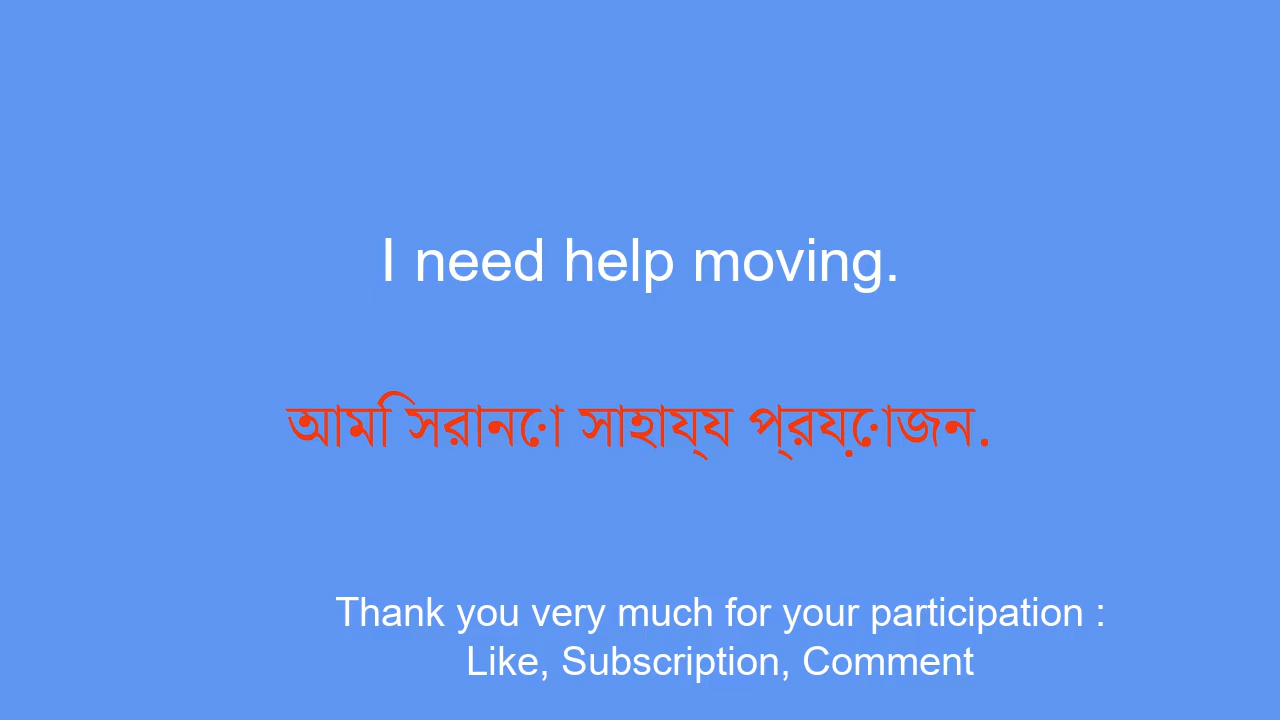 I need help moving.
আমি সরানো সাহায্য প্রয়োজন.
Thank you very much for your participation :
Like, Subscription, Comment